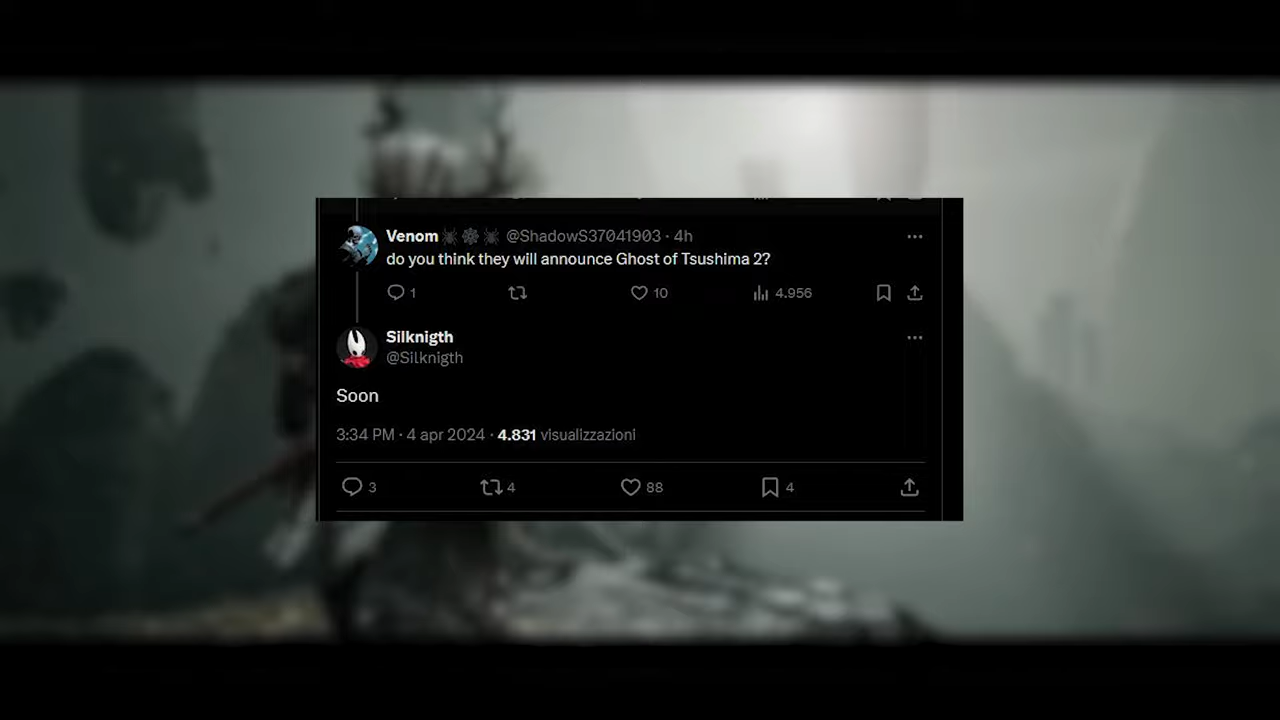 Venom @ShadowS37041903 · 4h
do you think they will announce Ghost of Tsushima 2?
1 10 4.956
Silknigth
@Silknigth
Soon
3:34 PM · 4 apr 2024 · 4.831 visualizzazioni
3 4 88 4